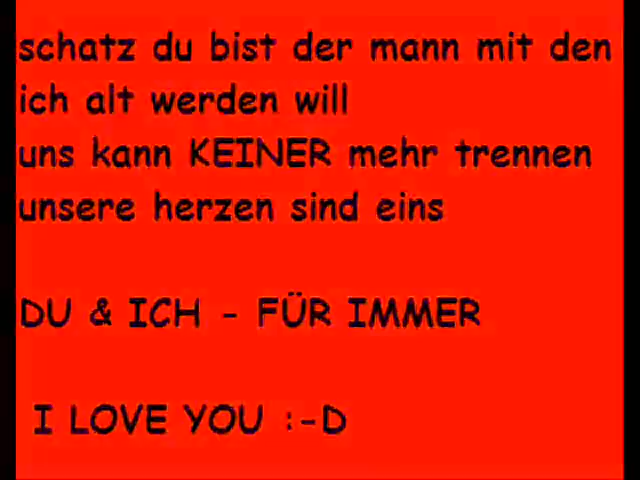 schatz du bist der mann mit den
ich alt werden will
uns kann KEINER mehr trennen
unsere herzen sind eins
DU & ICH - FÜR IMMER
I LOVE YOU :-D